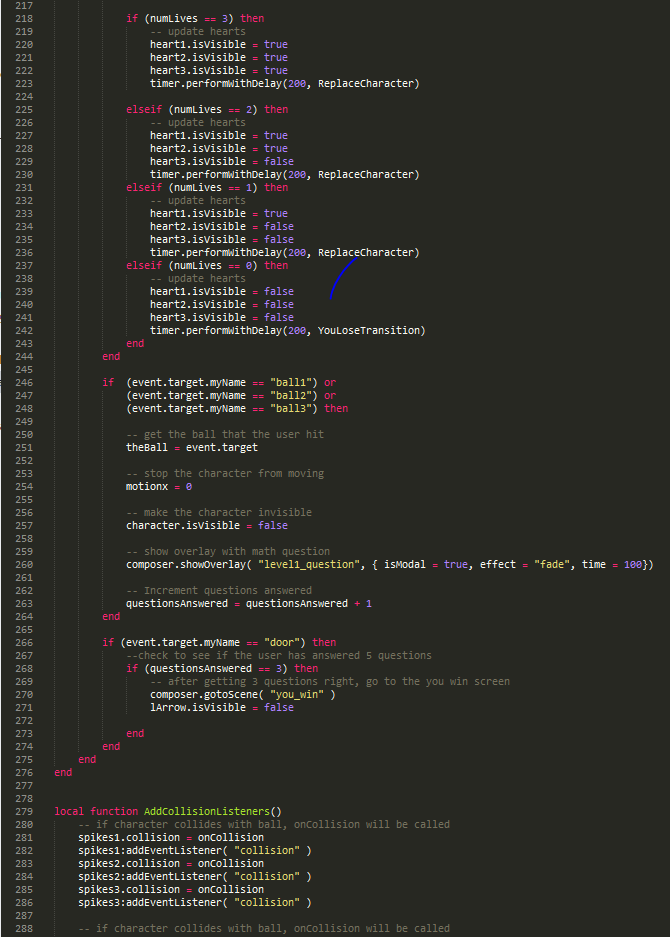 217
218 if (numLives == 3) then
219 -- update hearts
220 heart1.isVisible = true
221 heart2.isVisible = true
222 heart3.isVisible = true
223 timer.performWithDelay(200, ReplaceCharacter)
224
225 elseif (numLives == 2) then
226 -- update hearts
227 heart1.isVisible = true
228 heart2.isVisible = true
229 heart3.isVisible = false
230 timer.performWithDelay(200, ReplaceCharacter)
231 elseif (numLives == 1) then
232 -- update hearts
233 heart1.isVisible = true
234 heart2.isVisible = false
235 heart3.isVisible = false
236 timer.performWithDelay(200, ReplaceCharacter)
237 elseif (numLives == 0) then
238 -- update hearts
239 heart1.isVisible = false
240 heart2.isVisible = false
241 heart3.isVisible = false
242 timer.performWithDelay(200, YouLoseTransition)
243 end
244 end
245
246 if  (event.target.myName == "ball1") or
247 (event.target.myName == "ball2") or
248 (event.target.myName == "ball3") then
249
250 -- get the ball that the user hit
251 theBall = event.target
252
253 -- stop the character from moving
254 motionx = 0
255
256 -- make the character invisible
257 character.isVisible = false
258
259 -- show overlay with math question
260 composer.showOverlay( "level1_question", { isModal = true, effect = "fade", time = 100})
261
262 -- Increment questions answered
263 questionsAnswered = questionsAnswered + 1
264 end
265
266 if (event.target.myName == "door") then
267 --check to see if the user has answered 5 questions
268 if (questionsAnswered == 3) then
269 -- after getting 3 questions right, go to the you win screen
270 composer.gotoScene( "you_win" )
271 lArrow.isVisible = false
272
273 end
274 end
275 end
276 end
277
278
279 local function AddCollisionListeners()
280 -- if character collides with ball, onCollision will be called
281 spikes1.collision = onCollision
282 spikes1:addEventListener( "collision" )
283 spikes2.collision = onCollision
284 spikes2:addEventListener( "collision" )
285 spikes3.collision = onCollision
286 spikes3:addEventListener( "collision" )
287
288 -- if character collides with ball, onCollision will be called